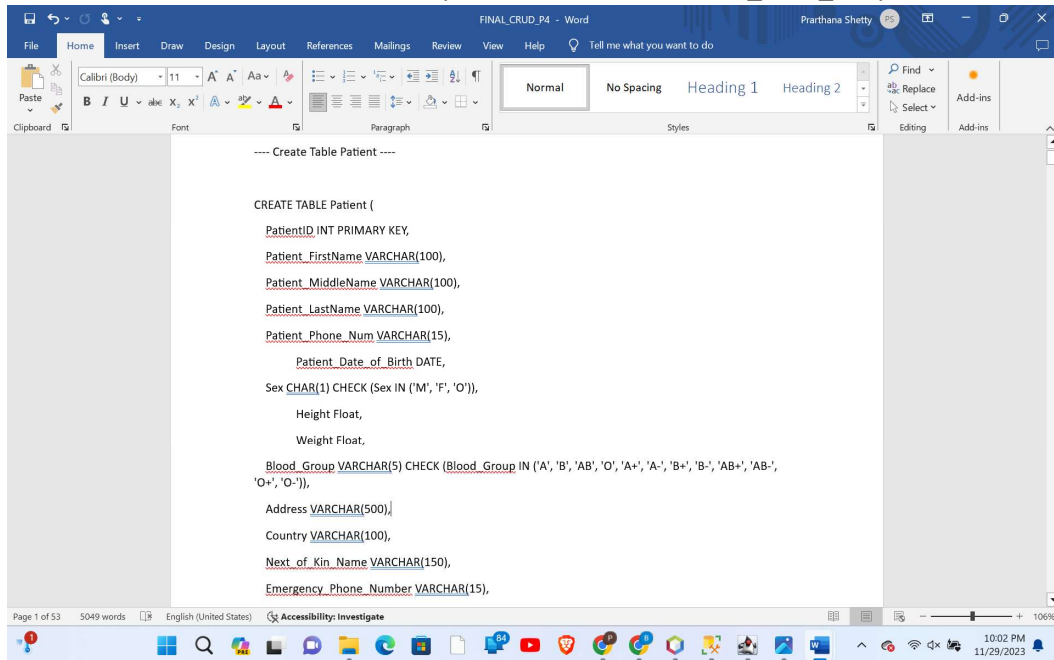 FINAL_CRUD_P4 - Word
Prarthana Shetty
PS
File Home Insert Draw Design Layout References Mailings Review View Help Tell me what you want to do
Paste
Calibri (Body) 11 A A Aa A
B I U abc X₂ X² A aby A
Normal
No Spacing
Heading 1
Heading 2
Find
Replace
Select
Add-ins
Clipboard Font Paragraph Styles Editing Add-ins
---- Create Table Patient ----
CREATE TABLE Patient (
PatientID INT PRIMARY KEY,
Patient_FirstName VARCHAR(100),
Patient_MiddleName VARCHAR(100),
Patient_LastName VARCHAR(100),
Patient_Phone_Num VARCHAR(15),
Patient_Date_of_Birth DATE,
Sex CHAR(1) CHECK (Sex IN ('M', 'F', 'O')),
Height Float,
Weight Float,
Blood_Group VARCHAR(5) CHECK (Blood_Group IN ('A', 'B', 'AB', 'O', 'A+', 'A-', 'B+', 'B-', 'AB+', 'AB-',
'O+', 'O-')),
Address VARCHAR(500),
Country VARCHAR(100),
Next_of_Kin_Name VARCHAR(150),
Emergency_Phone_Number VARCHAR(15),
Page 1 of 53 5049 words English (United States) Accessibility: Investigate 106%
84
10:02 PM
11/29/2023